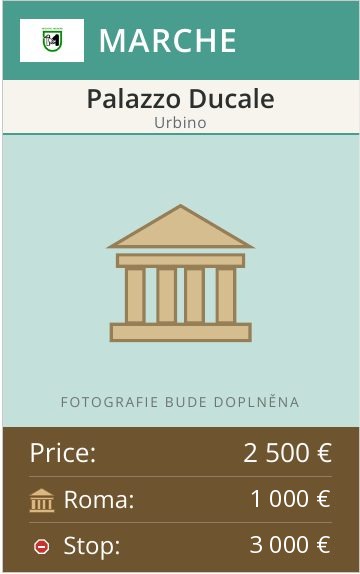 MARCHE
Palazzo Ducale
Urbino
FOTOGRAFIE BUDE DOPLNĚNA
Price: 2 500 €
Roma: 1 000 €
Stop: 3 000 €